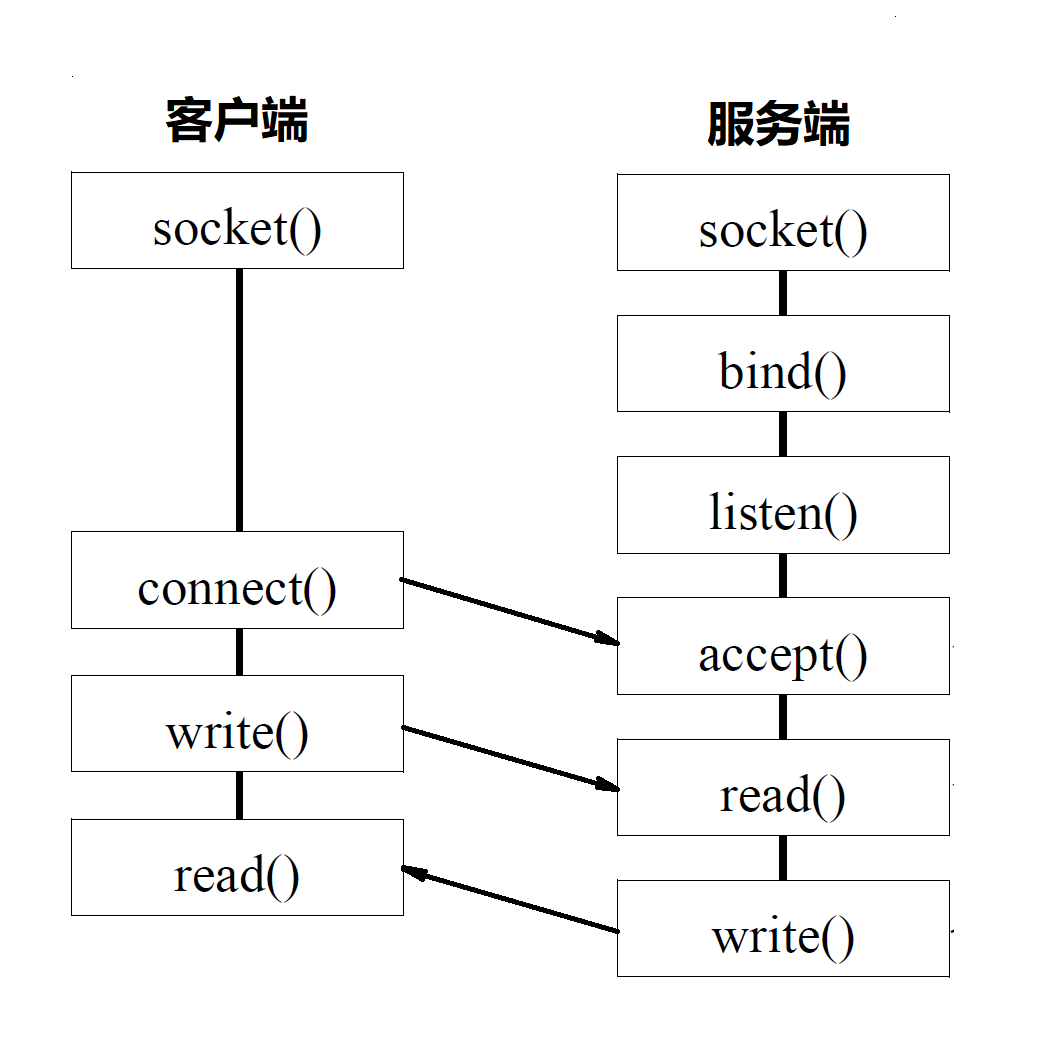 客户端
socket()
connect()
write()
read()
服务端
socket()
bind()
listen()
accept()
read()
write()